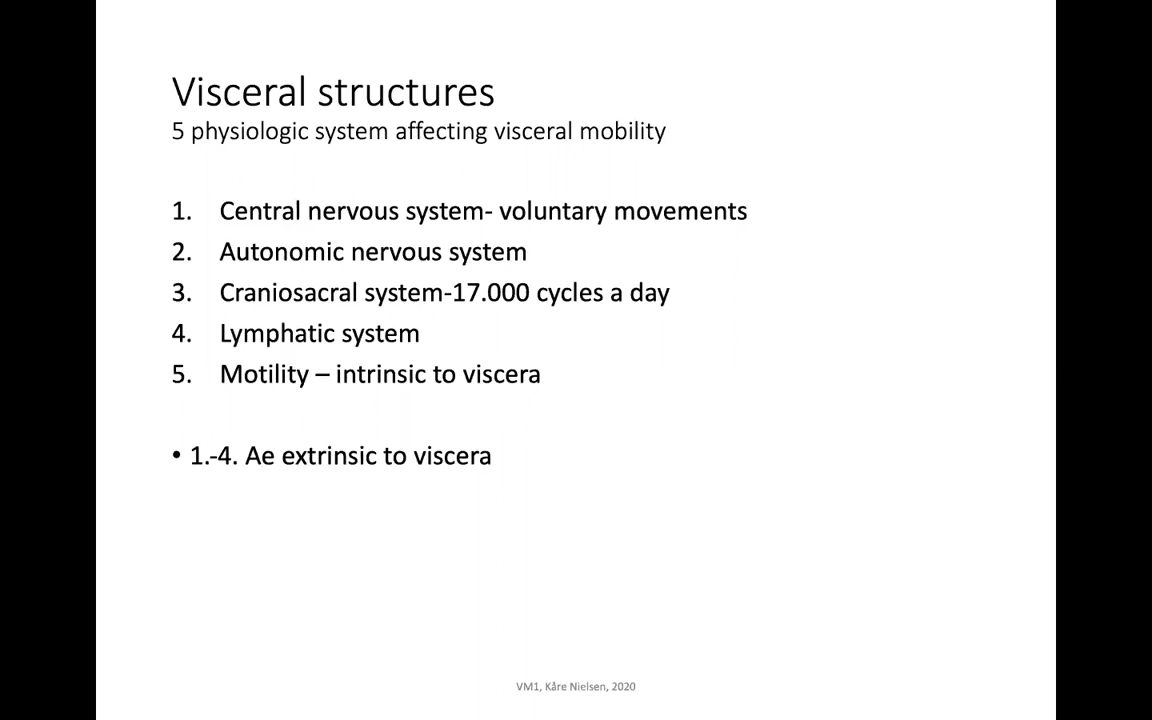 Visceral structures
5 physiologic system affecting visceral mobility
1. Central nervous system- voluntary movements
2. Autonomic nervous system
3. Craniosacral system-17.000 cycles a day
4. Lymphatic system
5. Motility – intrinsic to viscera
• 1.-4. Ae extrinsic to viscera
VM1, Kåre Nielsen, 2020